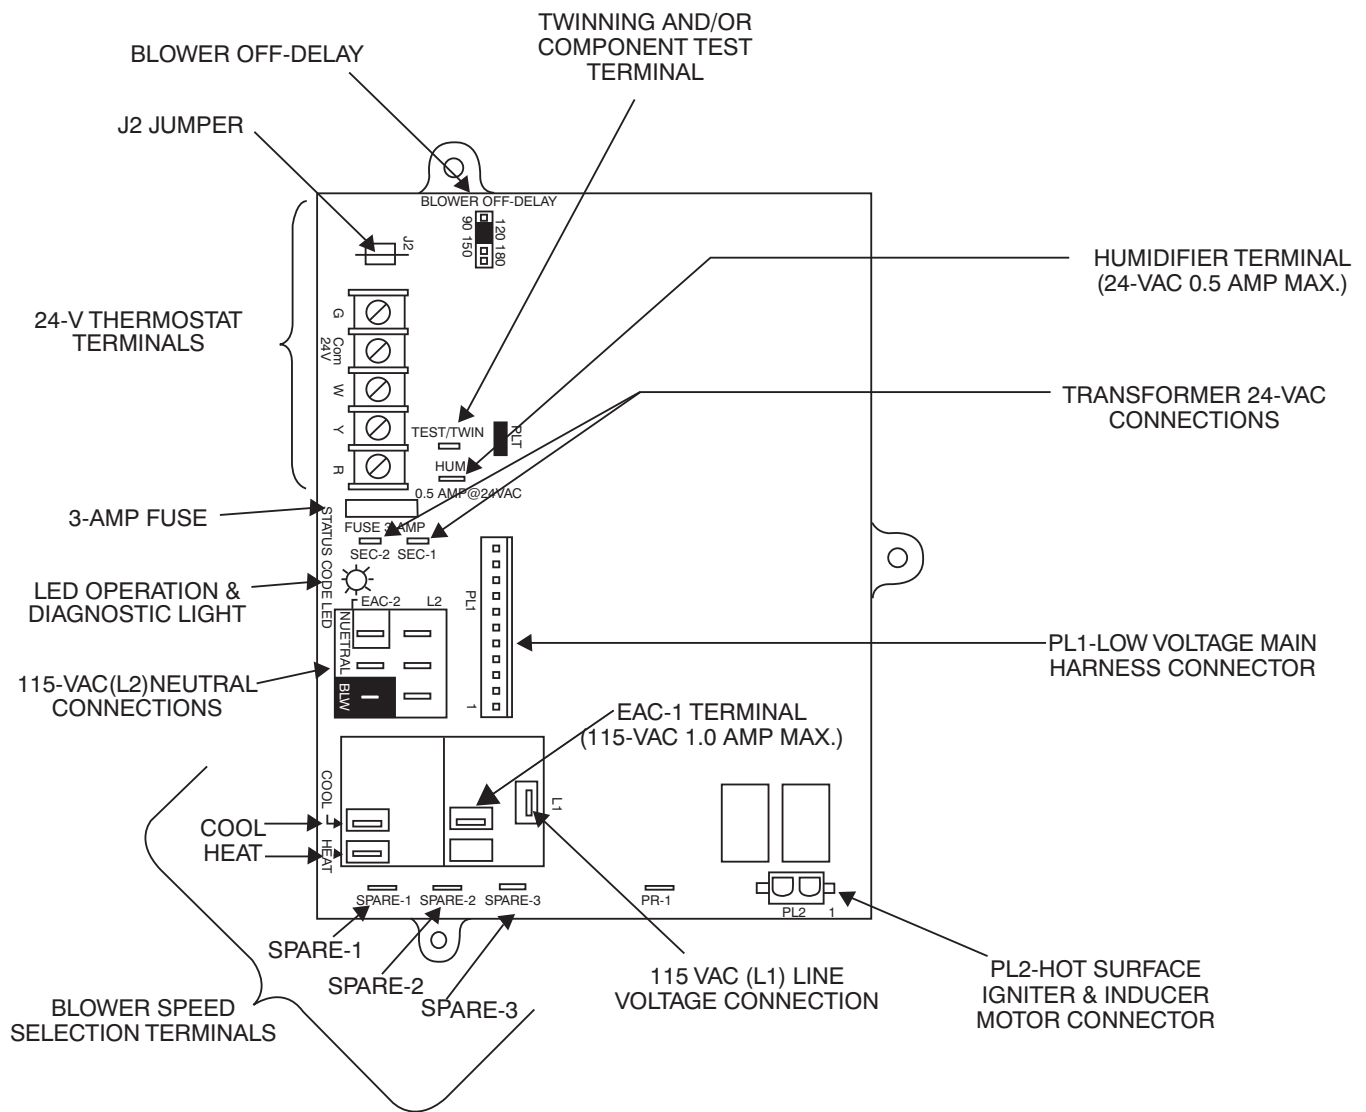 TWINNING AND/OR
COMPONENT TEST
TERMINAL
BLOWER OFF-DELAY
J2 JUMPER
BLOWER OFF-DELAY
90 150
120 180
J2
HUMIDIFIER TERMINAL
(24-VAC 0.5 AMP MAX.)
24-V THERMOSTAT
TERMINALS
G
Com
24V
W
Y
R
TRANSFORMER 24-VAC
CONNECTIONS
TEST/TWIN
PLT
HUM
0.5 AMP@24VAC
3-AMP FUSE
FUSE 3-AMP
STATUS CODE LED
SEC-2
SEC-1
LED OPERATION &
DIAGNOSTIC LIGHT
EAC-2
L2
NUETRAL
BLW
PL1
1
PL1-LOW VOLTAGE MAIN
HARNESS CONNECTOR
115-VAC(L2)NEUTRAL
CONNECTIONS
EAC-1 TERMINAL
(115-VAC 1.0 AMP MAX.)
COOL
HEAT
L1
COOL
HEAT
SPARE-1
SPARE-2
SPARE-3
PR-1
PL2
1
SPARE-1
SPARE-2
SPARE-3
115 VAC (L1) LINE
VOLTAGE CONNECTION
PL2-HOT SURFACE
IGNITER & INDUCER
MOTOR CONNECTOR
BLOWER SPEED
SELECTION TERMINALS